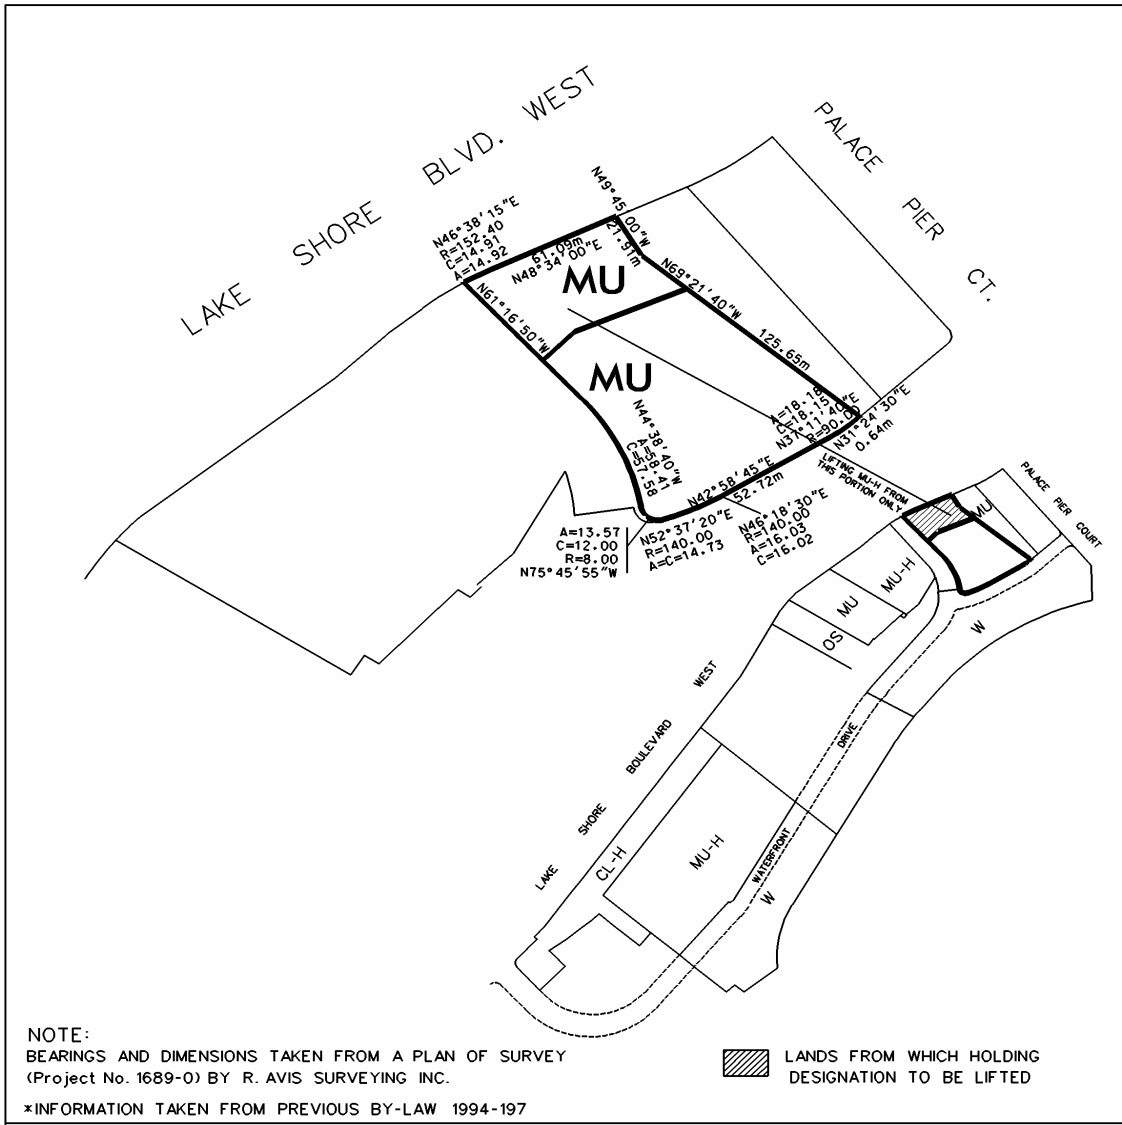 LAKE SHORE BLVD. WEST
PALACE PIER CT.
N46°38'15"E
R=152.40
C=14.91
A=14.92
N49°45'00"W
21.91m
61.09m
N48°34'00"E
MU
N69°21'40"W
125.65m
N61°16'50"W
MU
N44°38'40"W
A=58.41
C=57.58
A=18.18
C=18.15
N37°11'40"E
R=90.00
N31°24'30"E
0.64m
N42°58'45"E
52.72m
N46°18'30"E
R=140.00
A=16.03
C=16.02
N52°37'20"E
R=140.00
A=C=14.73
A=13.57
C=12.00
R=8.00
N75°45'55"W
LIFTING MU-H FROM
THIS PORTION ONLY
PALACE PIER COURT
MU
MU-H
MU
OS
W
LAKE SHORE BOULEVARD WEST
WATERFRONT DRIVE
CL-H
MU-H
W
NOTE:
BEARINGS AND DIMENSIONS TAKEN FROM A PLAN OF SURVEY
(Project No. 1689-0) BY R. AVIS SURVEYING INC.
*INFORMATION TAKEN FROM PREVIOUS BY-LAW 1994-197
LANDS FROM WHICH HOLDING
DESIGNATION TO BE LIFTED